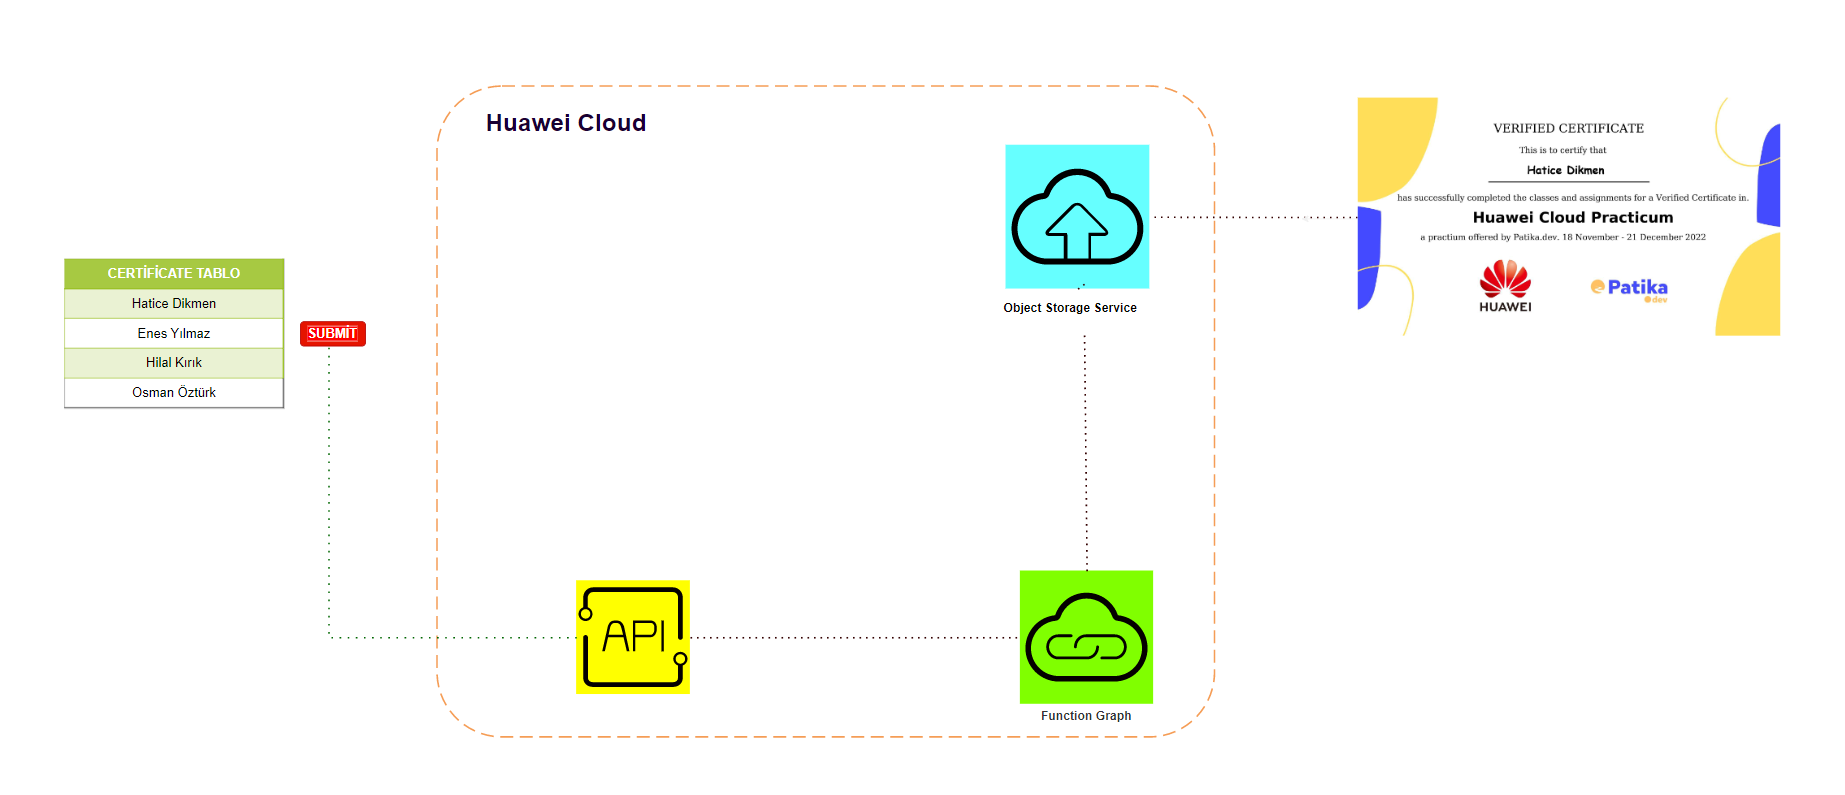 Huawei Cloud
CERTİFİCATE TABLO
Hatice Dikmen
Enes Yılmaz
Hilal Kırık
Osman Öztürk
SUBMİT
API
Object Storage Service
Function Graph
VERIFIED CERTIFICATE
This is to certify that
Hatice Dikmen
has successfully completed the classes and assignments for a Verified Certificate in.
Huawei Cloud Practicum
a practium offered by Patika.dev. 18 November - 21 December 2022
HUAWEI
Patika
dev